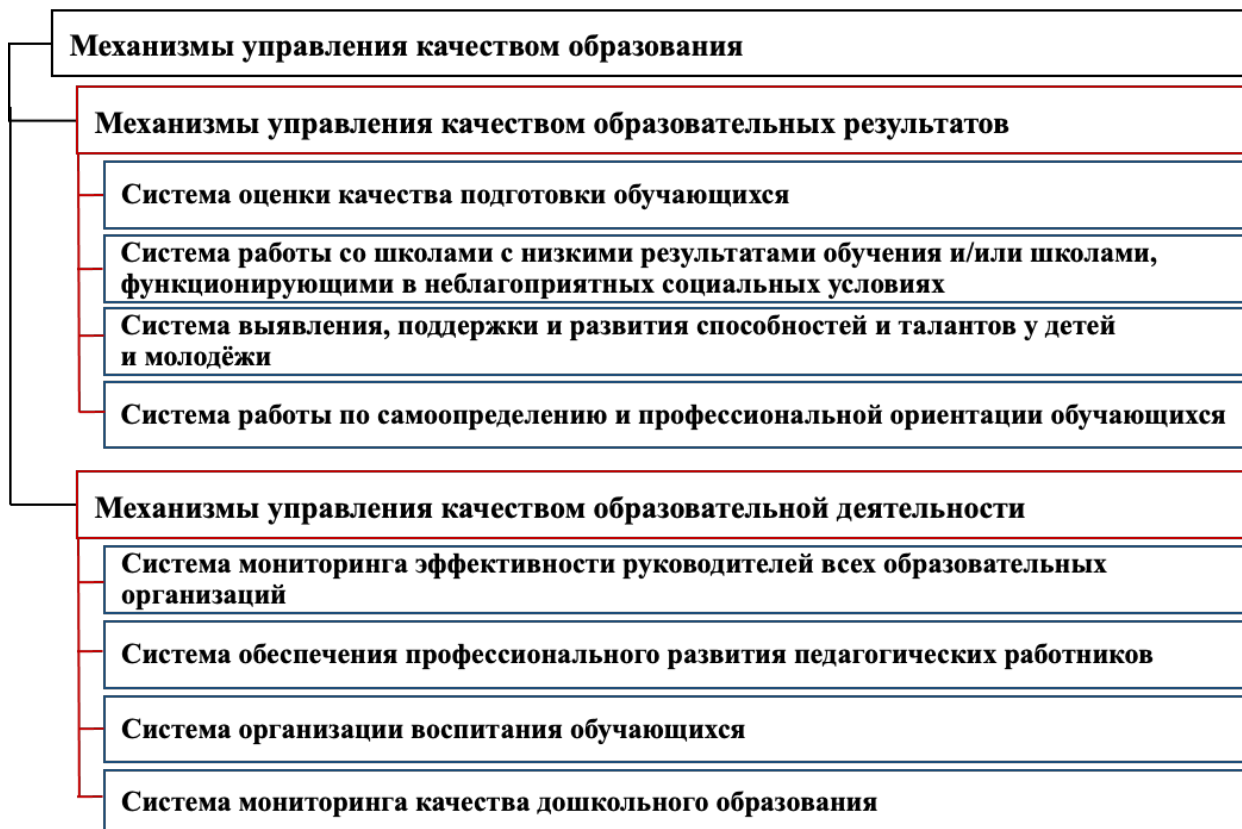 Механизмы управления качеством образования
Механизмы управления качеством образовательных результатов
Система оценки качества подготовки обучающихся
Система работы со школами с низкими результатами обучения и/или школами,
функционирующими в неблагоприятных социальных условиях
Система выявления, поддержки и развития способностей и талантов у детей
и молодёжи
Система работы по самоопределению и профессиональной ориентации обучающихся
Механизмы управления качеством образовательной деятельности
Система мониторинга эффективности руководителей всех образовательных
организаций
Система обеспечения профессионального развития педагогических работников
Система организации воспитания обучающихся
Система мониторинга качества дошкольного образования